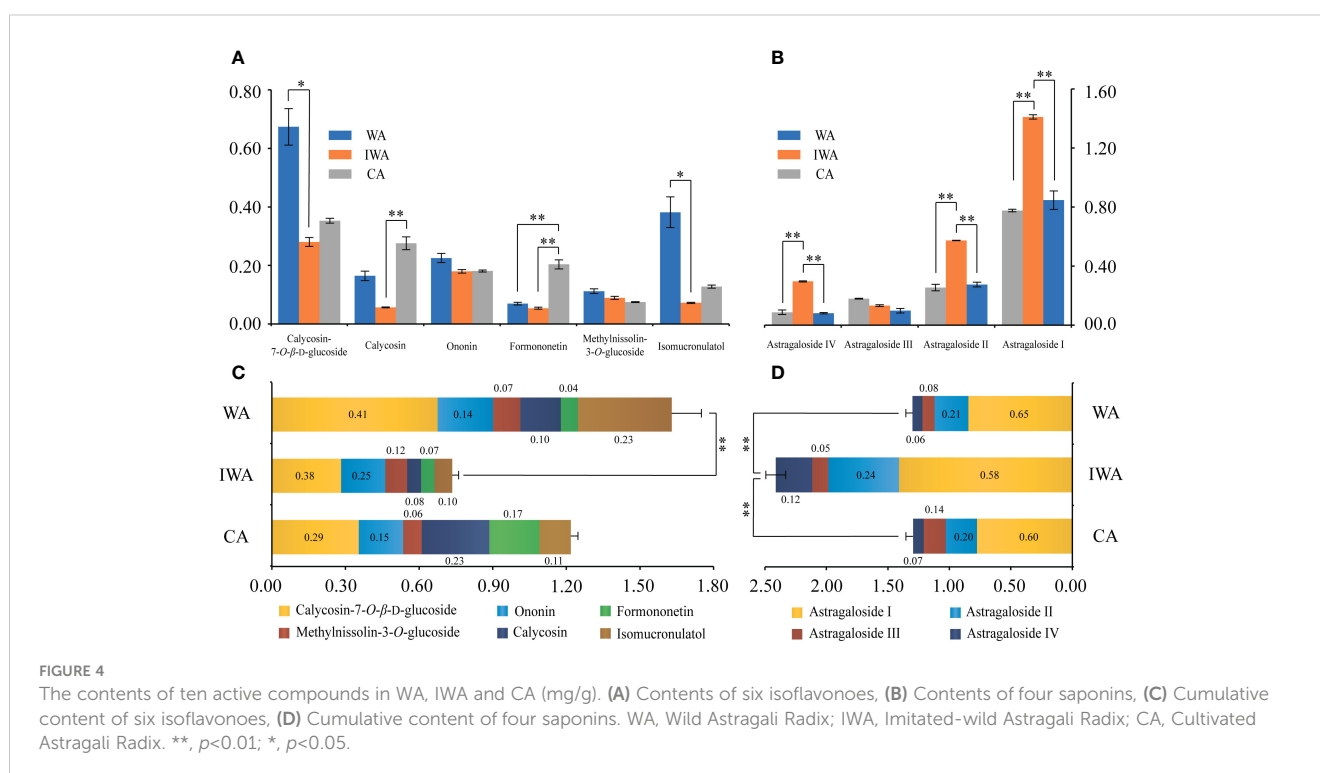 A
0.80
0.60
0.40
0.20
0.00
*
**
**
**
*
WA
IWA
CA
Calycosin-
7-O-β-D-glucoside
Calycosin
Ononin
Formononetin
Methylnissolin-
3-O-glucoside
Isomucronulatol
B
1.60
1.20
0.80
0.40
00.0
**
**
**
**
**
**
WA
IWA
CA
Astragaloside IV
Astragaloside III
Astragaloside II
Astragaloside I
C
WA
0.41
0.14
0.07
0.10
0.04
0.23
IWA
0.38
0.25
0.12
0.08
0.07
0.10
CA
0.29
0.15
0.06
0.23
0.17
0.11
**
0.00
0.30
0.60
0.90
1.20
1.50
1.80
Calycosin-7-O-β-D-glucoside
Ononin
Formononetin
Methylnissolin-3-O-glucoside
Calycosin
Isomucronulatol
D
0.08
0.06
0.21
0.65
WA
0.05
0.12
0.24
0.58
IWA
0.14
0.07
0.20
0.60
CA
**
**
2.50
2.00
1.50
1.00
0.50
0.00
Astragaloside I
Astragaloside II
Astragaloside III
Astragaloside IV
FIGURE 4
The contents of ten active compounds in WA, IWA and CA (mg/g). (A) Contents of six isoflavonoes, (B) Contents of four saponins, (C) Cumulative
content of six isoflavonoes, (D) Cumulative content of four saponins. WA, Wild Astragali Radix; IWA, Imitated-wild Astragali Radix; CA, Cultivated
Astragali Radix. **, p<0.01; *, p<0.05.